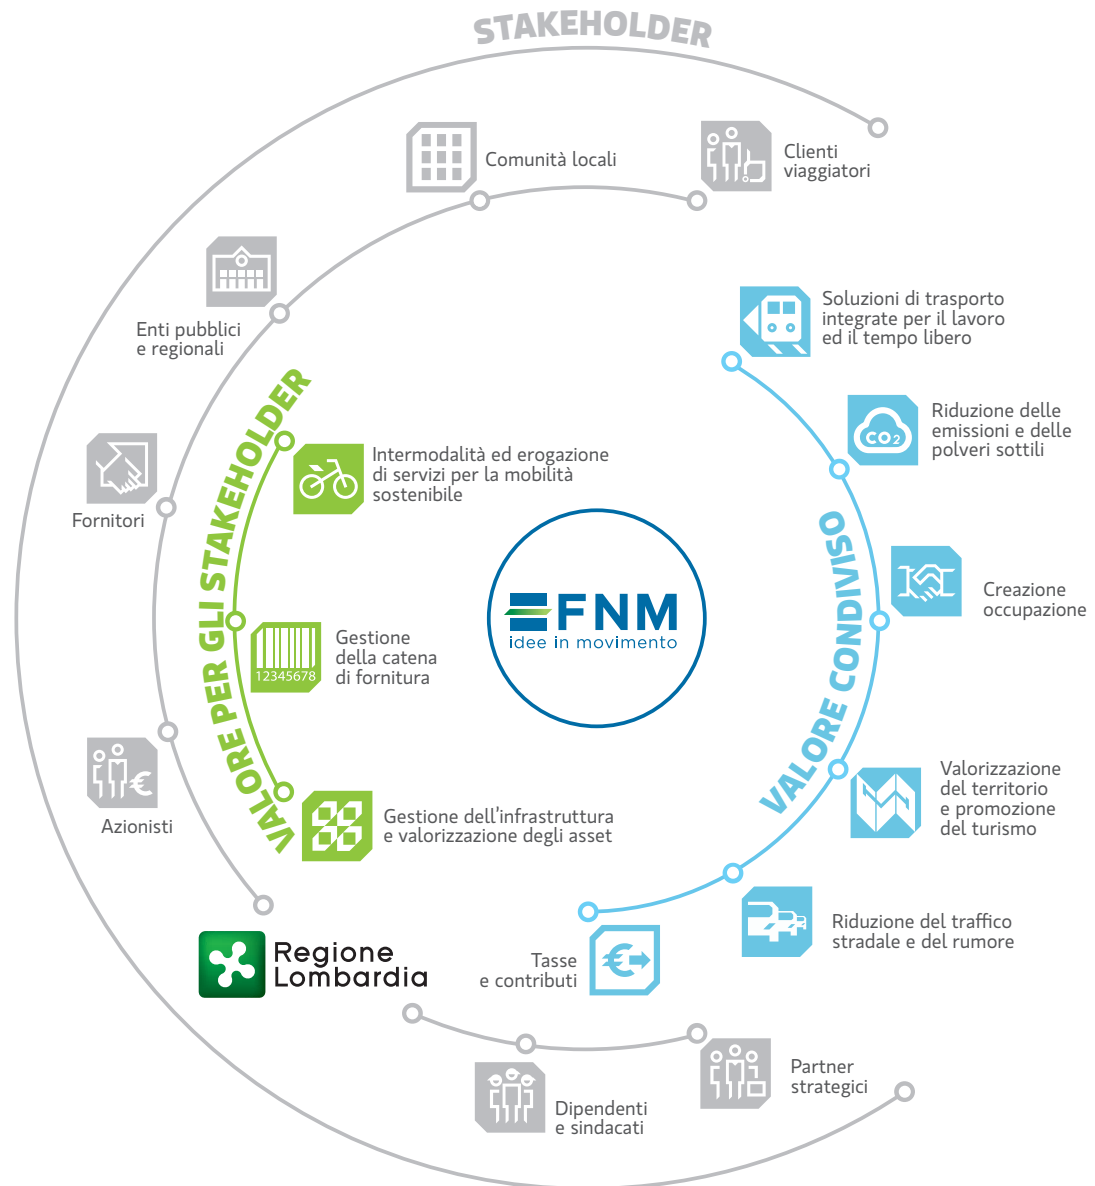 STAKEHOLDER
Comunità locali
Clienti
viaggiatori
Enti pubblici
e regionali
Fornitori
Azionisti
Regione
Lombardia
Dipendenti
e sindacati
Partner
strategici
VALORE PER GLI STAKEHOLDER
Intermodalità ed erogazione
di servizi per la mobilità
sostenibile
Gestione
della catena
di fornitura
12345678
Gestione dell'infrastruttura
e valorizzazione degli asset
FNM
idee in movimento
VALORE CONDIVISO
Soluzioni di trasporto
integrate per il lavoro
ed il tempo libero
CO2
Riduzione delle
emissioni e delle
polveri sottili
Creazione
occupazione
Valorizzazione
del territorio
e promozione
del turismo
Riduzione del traffico
stradale e del rumore
Tasse
e contributi
€
€